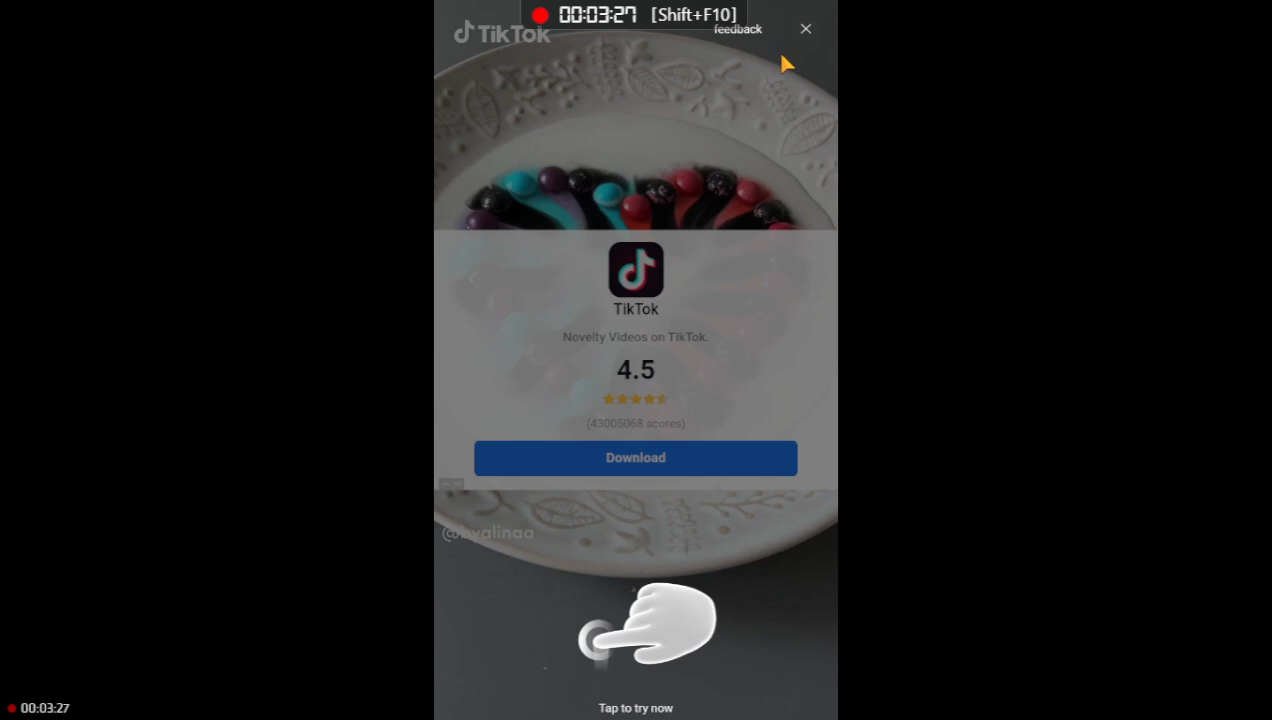 00:03:27 [Shift+F10]
TikTok
feedback
TikTok
Novelty Videos on TikTok.
4.5
(43005068 scores)
Download
@byalinaa
Tap to try now
00:03:27